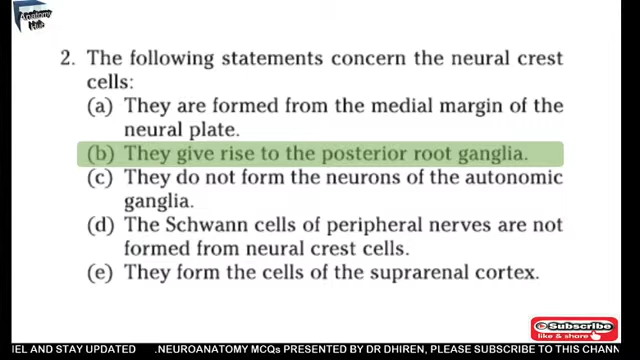 Anatomy
Hub
2. The following statements concern the neural crest
cells:
(a) They are formed from the medial margin of the
neural plate.
(b) They give rise to the posterior root ganglia.
(c) They do not form the neurons of the autonomic
ganglia.
(d) The Schwann cells of peripheral nerves are not
formed from neural crest cells.
(e) They form the cells of the suprarenal cortex.
Subscribe
like & share
IEL AND STAY UPDATED .NEUROANATOMY MCQs PRESENTED BY DR DHIREN, PLEASE SUBSCRIBE TO THIS CHANN